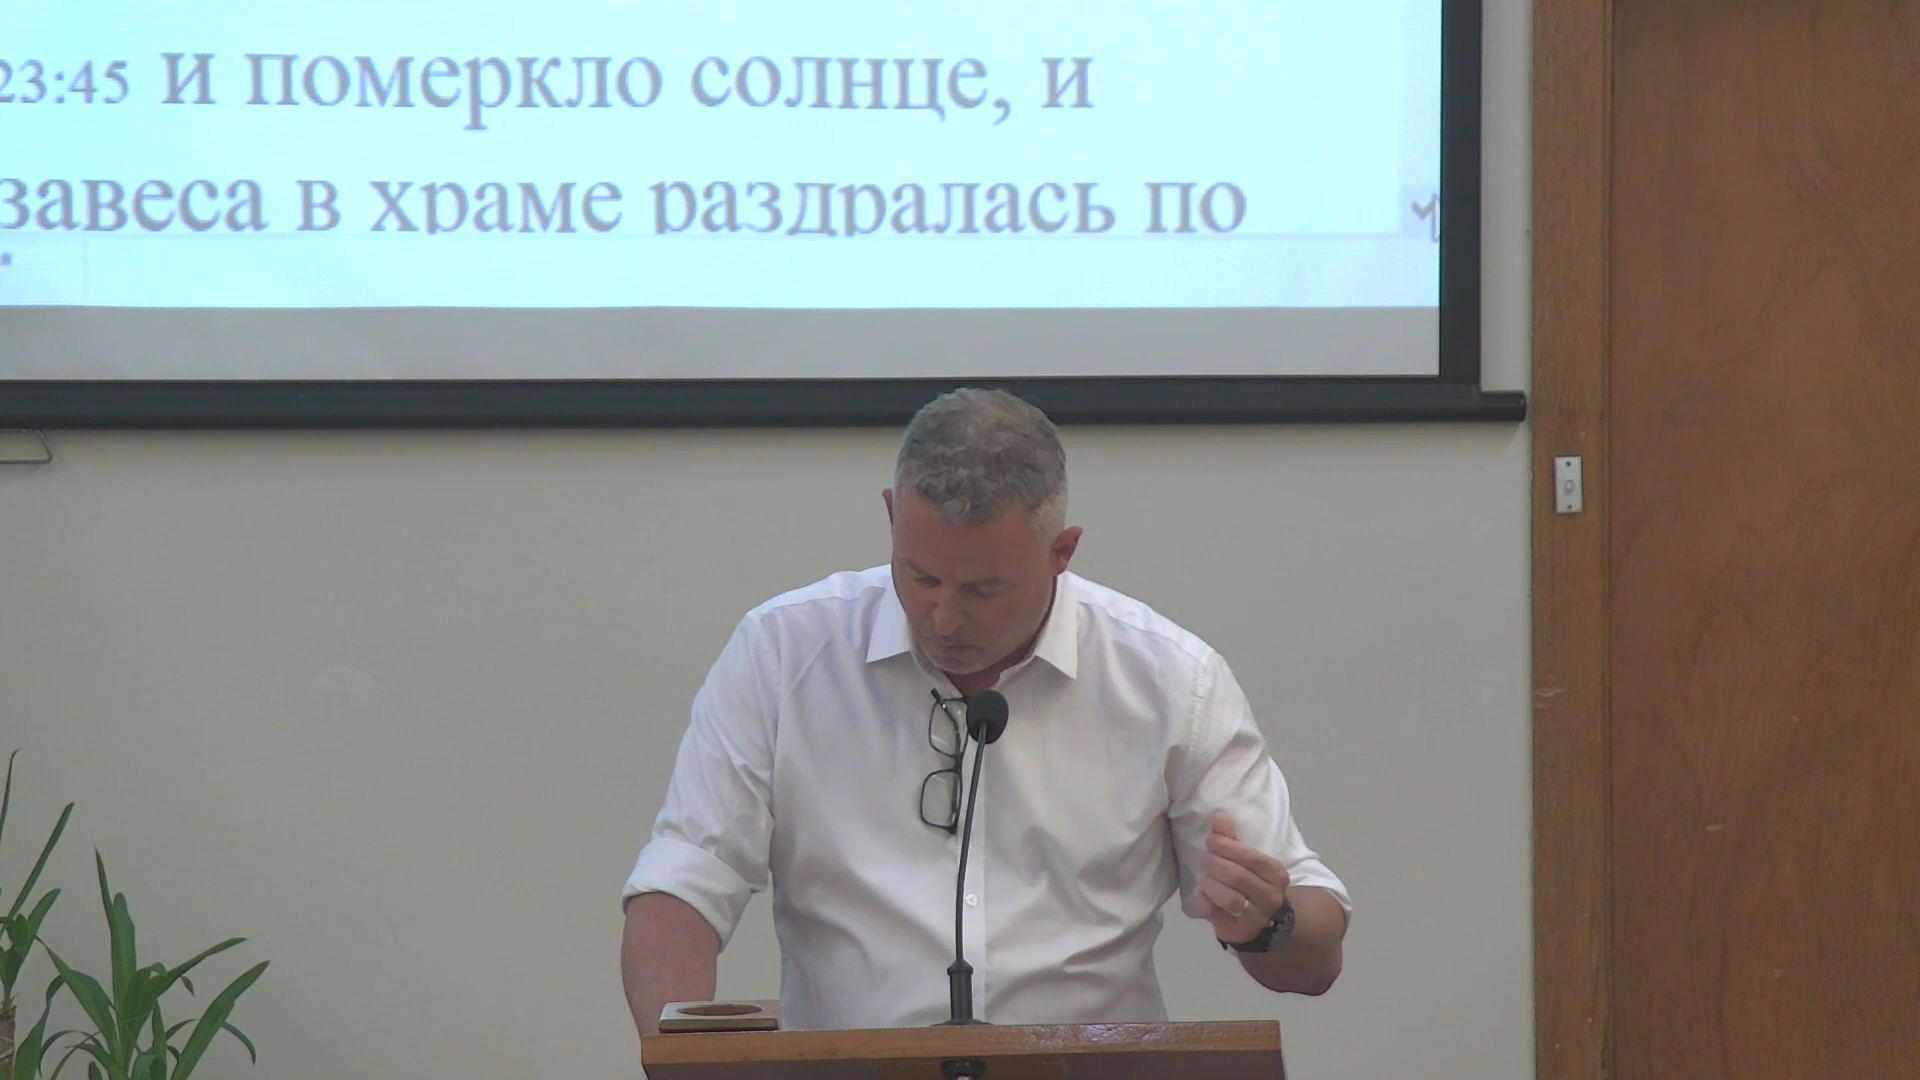 23:45 и померкло солнце, и
завеса в храме раздралась по